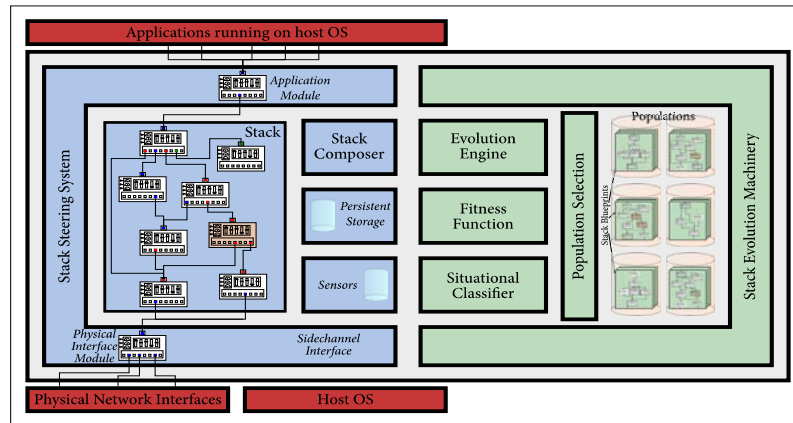 Applications running on host OS
Application
Module
Stack
Stack
Composer
Evolution
Engine
Populations
Persistent
Storage
Fitness
Function
Sensors
Situational
Classifier
Stack Steering System
Population Selection
Stack Blueprints
Stack Evolution Machinery
Physical
Interface
Module
Sidechannel
Interface
Physical Network Interfaces
Host OS